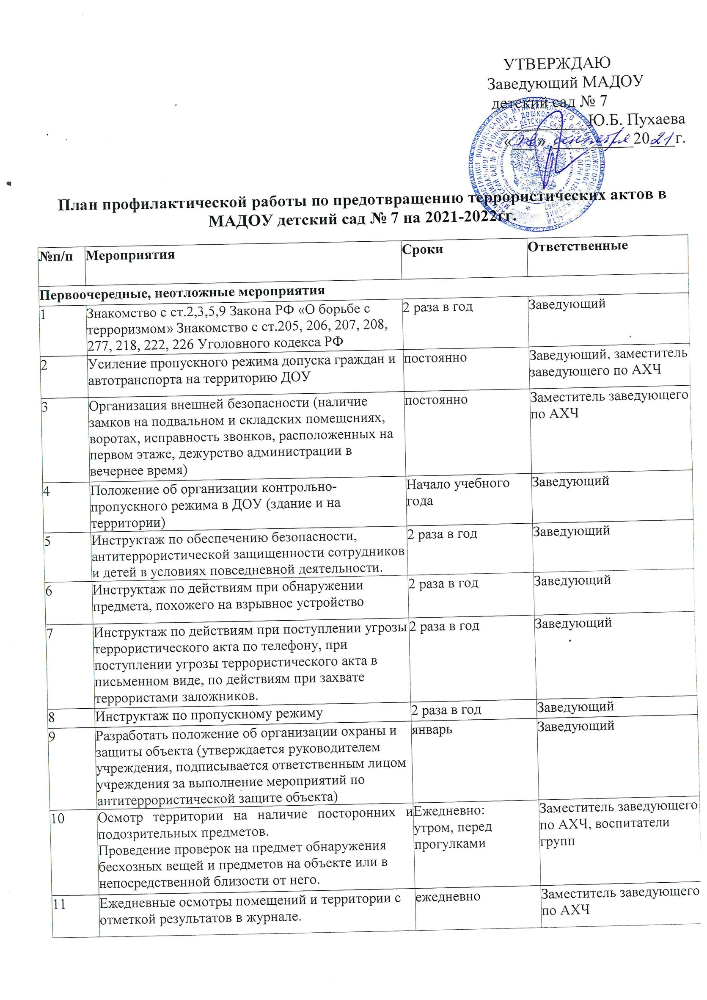 УТВЕРЖДАЮ
Заведующий МАДОУ
детский сад № 7
Ю.Б. Пухаева
«28» сентября 2021 г.
План профилактической работы по предотвращению террористических актов в
МАДОУ детский сад № 7 на 2021-2022гг.
№п/п Мероприятия Сроки Ответственные
Первоочередные, неотложные мероприятия
1 Знакомство с ст.2,3,5,9 Закона РФ «О борьбе с 2 раза в год Заведующий
терроризмом» Знакомство с ст.205, 206, 207, 208,
277, 218, 222, 226 Уголовного кодекса РФ
2 Усиление пропускного режима допуска граждан и постоянно Заведующий, заместитель
автотранспорта на территорию ДОУ заведующего по АХЧ
3 Организация внешней безопасности (наличие постоянно Заместитель заведующего
замков на подвальном и складских помещениях, по АХЧ
воротах, исправность звонков, расположенных на
первом этаже, дежурство администрации в
вечернее время)
4 Положение об организации контрольно- Начало учебного Заведующий
пропускного режима в ДОУ (здание и на года
территории)
5 Инструктаж по обеспечению безопасности, 2 раза в год Заведующий
антитеррористической защищенности сотрудников
и детей в условиях повседневной деятельности.
6 Инструктаж по действиям при обнаружении 2 раза в год Заведующий
предмета, похожего на взрывное устройство
7 Инструктаж по действиям при поступлении угрозы 2 раза в год Заведующий
террористического акта по телефону, при
поступлении угрозы террористического акта в
письменном виде, по действиям при захвате
террористами заложников.
8 Инструктаж по пропускному режиму 2 раза в год Заведующий
9 Разработать положение об организации охраны и январь Заведующий
защиты объекта (утверждается руководителем
учреждения, подписывается ответственным лицом
учреждения за выполнение мероприятий по
антитеррористической защите объекта)
10 Осмотр территории на наличие посторонних и Ежедневно: Заместитель заведующего
подозрительных предметов. утром, перед по АХЧ, воспитатели
Проведение проверок на предмет обнаружения прогулками групп
бесхозных вещей и предметов на объекте или в
непосредственной близости от него.
11 Ежедневные осмотры помещений и территории с ежедневно Заместитель заведующего
отметкой результатов в журнале. по АХЧ